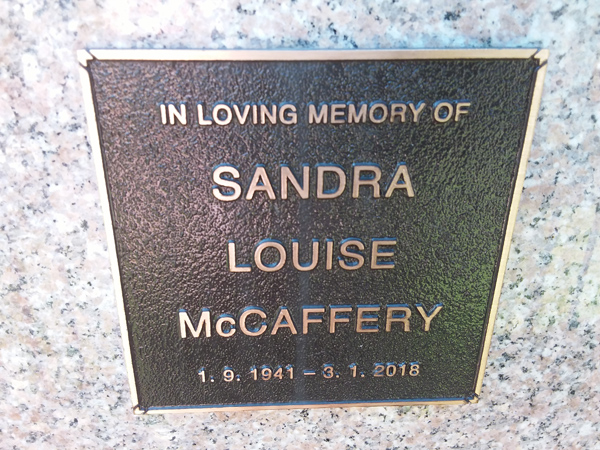 IN LOVING MEMORY OF
SANDRA
LOUISE
McCAFFERY
1. 9. 1941 – 3. 1. 2018